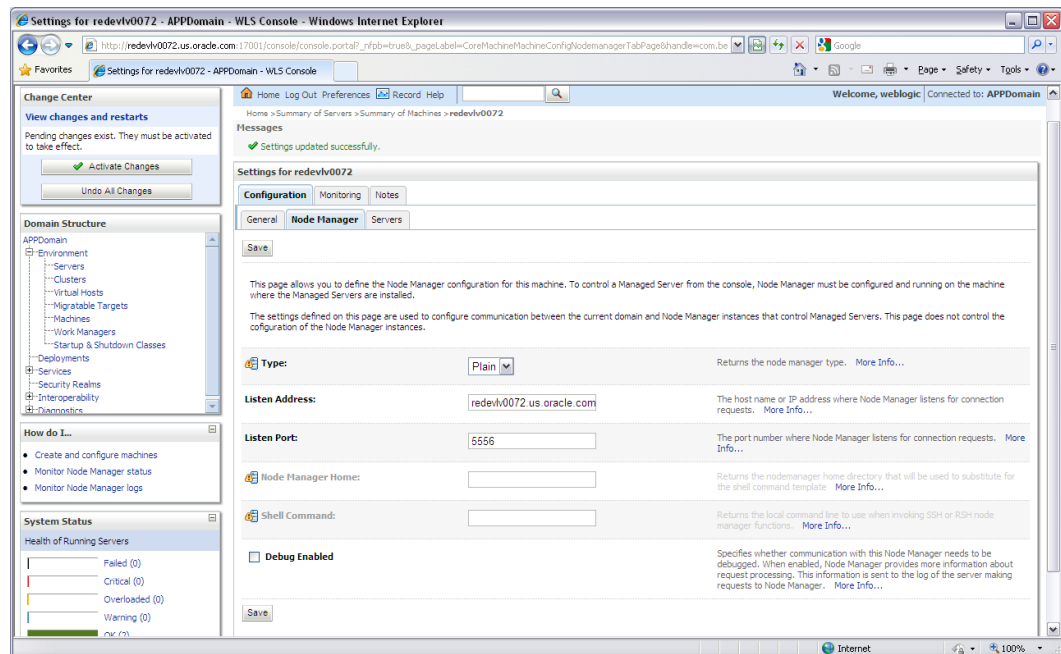 Settings for redevlv0072 - APPDomain - WLS Console - Windows Internet Explorer
http://redevlv0072.us.oracle.com:17001/console/console.portal?_nfpb=true&_pageLabel=CoreMachineMachineConfigNodemanagerTabPage&handle=com.be
Google
Favorites
Settings for redevlv0072 - APPDomain - WLS Console
Page
Safety
Tools
Change Center
View changes and restarts
Pending changes exist. They must be activated
to take effect.
Activate Changes
Undo All Changes
Domain Structure
APPDomain
Environment
Servers
Clusters
Virtual Hosts
Migratable Targets
Machines
Work Managers
Startup & Shutdown Classes
Deployments
Services
Security Realms
Interoperability
Diagnostics
How do I...
Create and configure machines
Monitor Node Manager status
Monitor Node Manager logs
System Status
Health of Running Servers
Failed (0)
Critical (0)
Overloaded (0)
Warning (0)
OK (2)
Home Log Out Preferences Record Help
Welcome, weblogic Connected to: APPDomain
Home >Summary of Servers >Summary of Machines >redevlv0072
Messages
Settings updated successfully.
Settings for redevlv0072
Configuration Monitoring Notes
General Node Manager Servers
Save
This page allows you to define the Node Manager configuration for this machine. To control a Managed Server from the console, Node Manager must be configured and running on the machine
where the Managed Servers are installed.
The settings defined on this page are used to configure communication between the current domain and Node Manager instances that control Managed Servers. This page does not control the
cofiguration of the Node Manager instances.
Type: Plain Returns the node manager type. More Info...
Listen Address: redevlv0072.us.oracle.com The host name or IP address where Node Manager listens for connection
requests. More Info...
Listen Port: 5556 The port number where Node Manager listens for connection requests. More
Info...
Node Manager Home: Returns the nodemanager home directory that will be used to substitute for
the shell command template More Info...
Shell Command: Returns the local command line to use when invoking SSH or RSH node
manager functions. More Info...
Debug Enabled Specifies whether communication with this Node Manager needs to be
debugged. When enabled, Node Manager provides more information about
request processing. This information is sent to the log of the server making
requests to Node Manager. More Info...
Save
Internet
100%